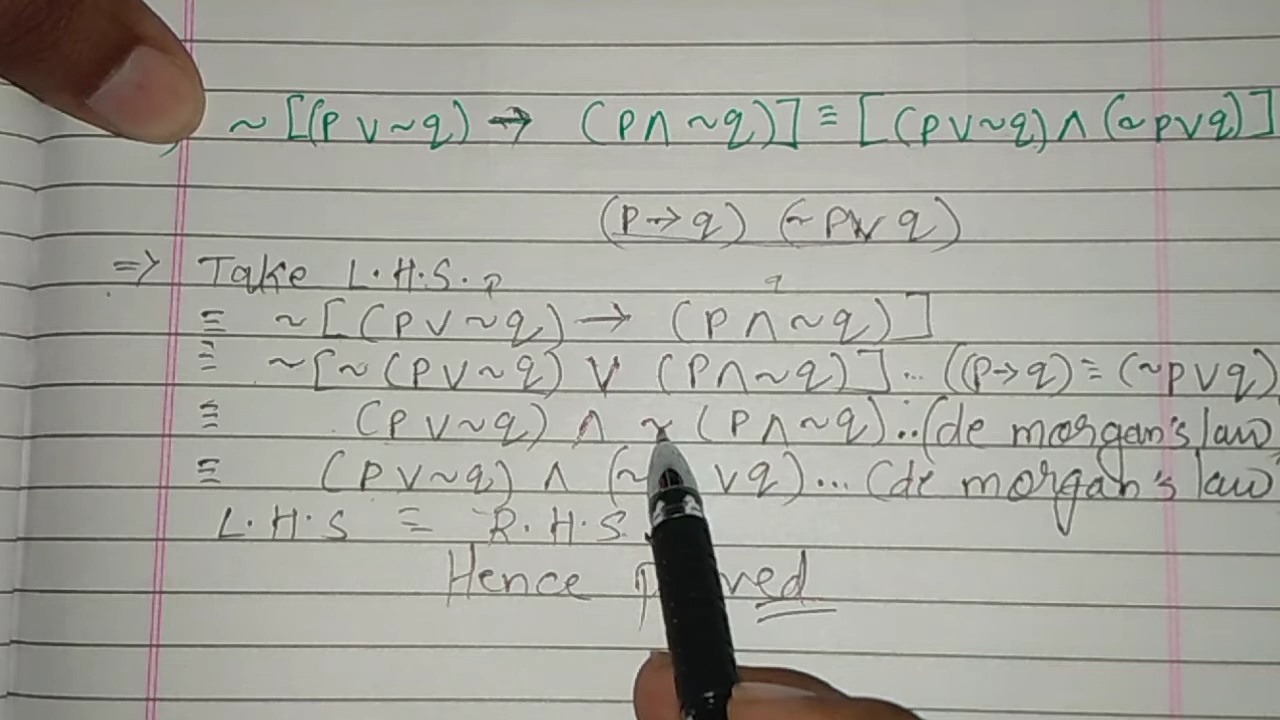 ~ [(p ∨ ~q) → (p ∧ ~q)] ≡ [(p ∨ ~q) ∧ (~p ∨ q)]
(p → q) (~ p ∨ q)
⇒ Take L.H.S. p q
≡ ~ [(p ∨ ~q) → (p ∧ ~q)]
≡ ~ [~ (p ∨ ~q) ∨ (p ∧ ~q)] ... ((p → q) ≡ (~p ∨ q)
≡ (p ∨ ~q) ∧ ~ (p ∧ ~q) ... (de morgan's law
≡ (p ∨ ~q) ∧ (~ ∨ q) ... (de morgan's law
L.H.S ≡ R.H.S.
Hence